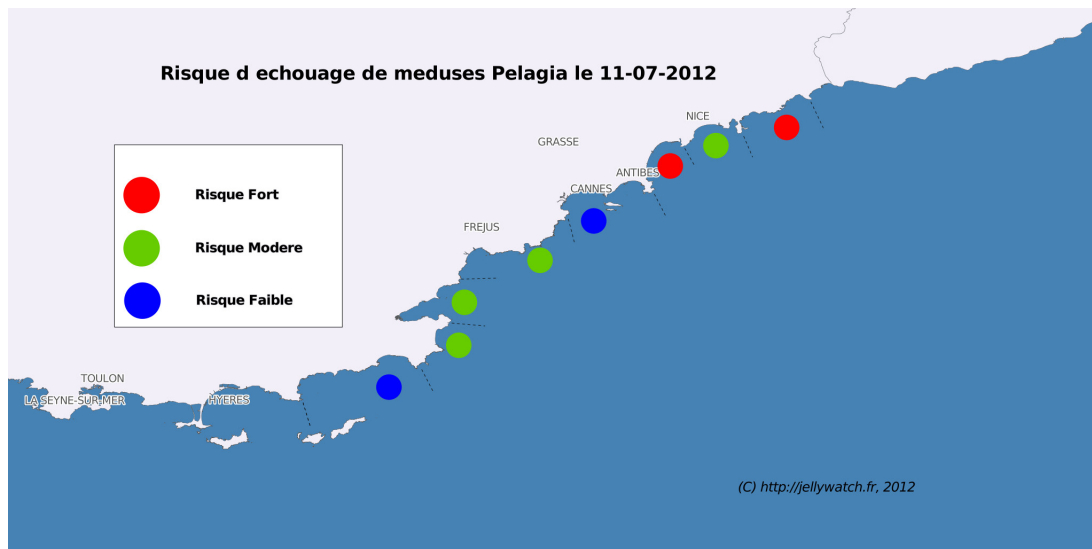 Risque d echouage de meduses Pelagia le 11-07-2012
NICE
GRASSE
ANTIBES
CANNES
Risque Fort
FREJUS
Risque Modere
Risque Faible
TOULON
LA SEYNE-SUR-MER
HYERES
(C) http://jellywatch.fr, 2012